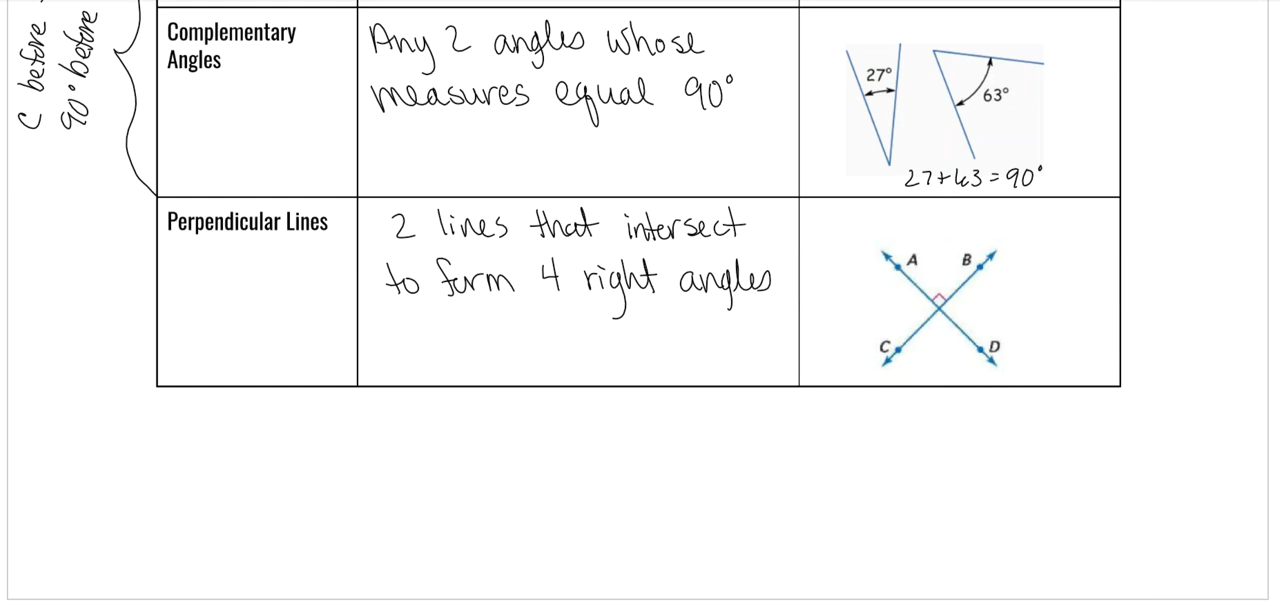 C before
90° before
Complementary
Angles
Any 2 angles whose
measures equal 90°
27°
63°
27+63=90°
Perpendicular Lines
2 lines that intersect
to form 4 right angles
A
B
C
D